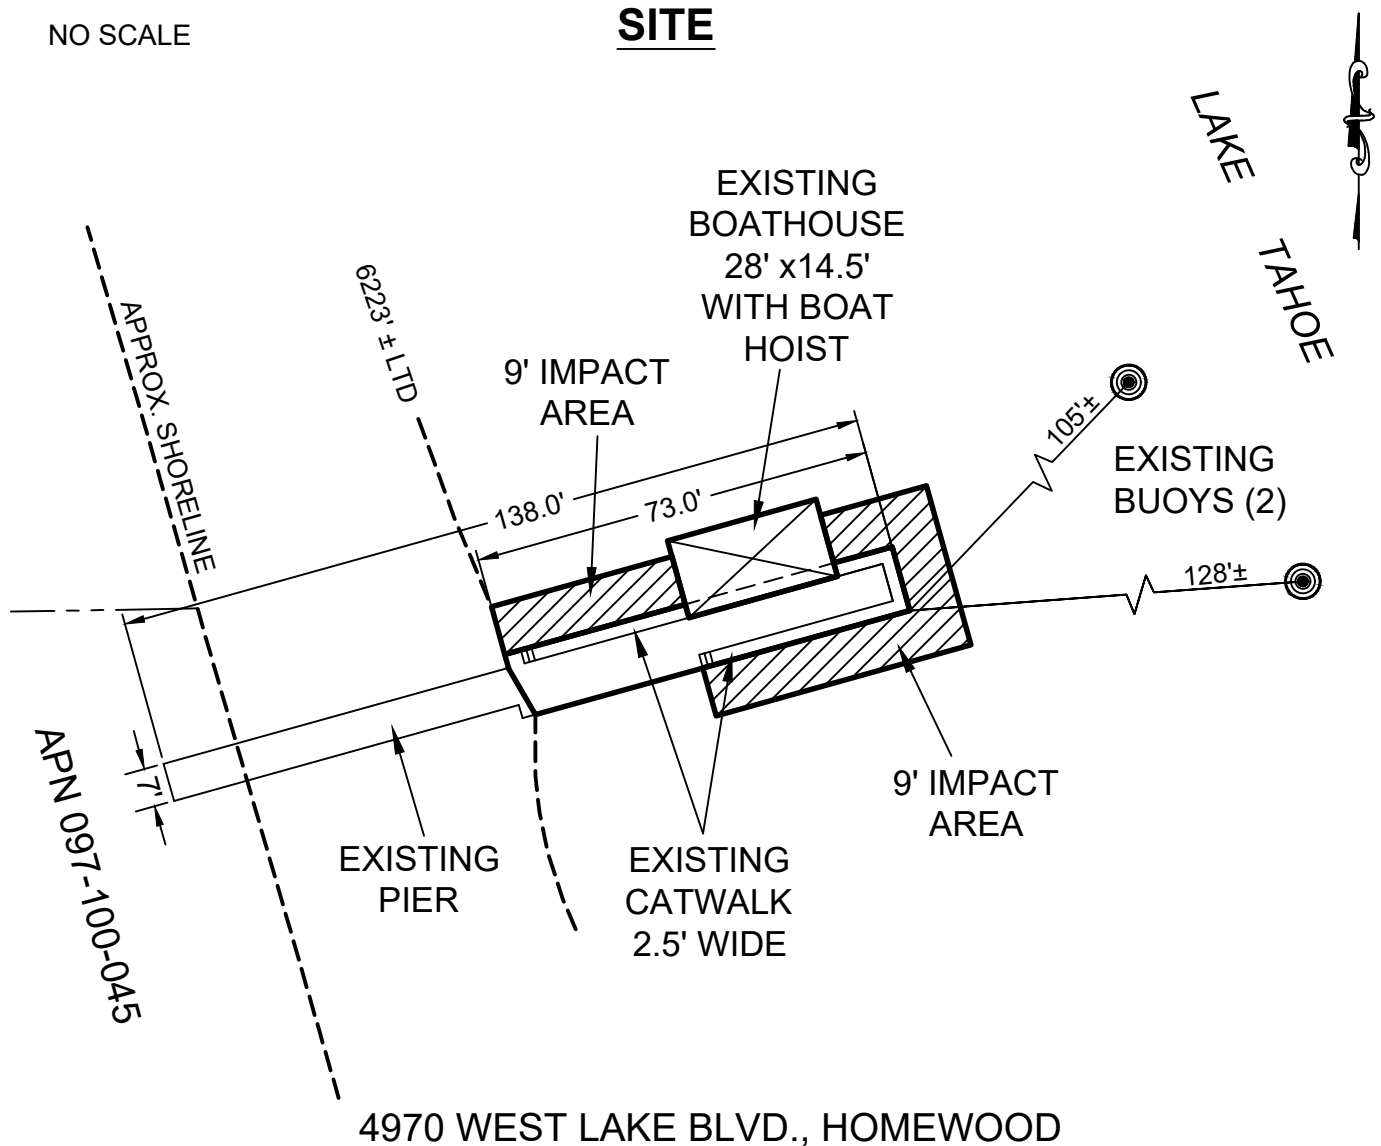 NO SCALE
SITE
LAKE
TAHOE
EXISTING
BOATHOUSE
28' x14.5'
WITH BOAT
HOIST
6223' ± LTD
APPROX. SHORELINE
9' IMPACT
AREA
138.0'
73.0'
105'±
EXISTING
BUOYS (2)
128'±
7'
APN 097-100-045
EXISTING
PIER
EXISTING
CATWALK
2.5' WIDE
9' IMPACT
AREA
4970 WEST LAKE BLVD., HOMEWOOD